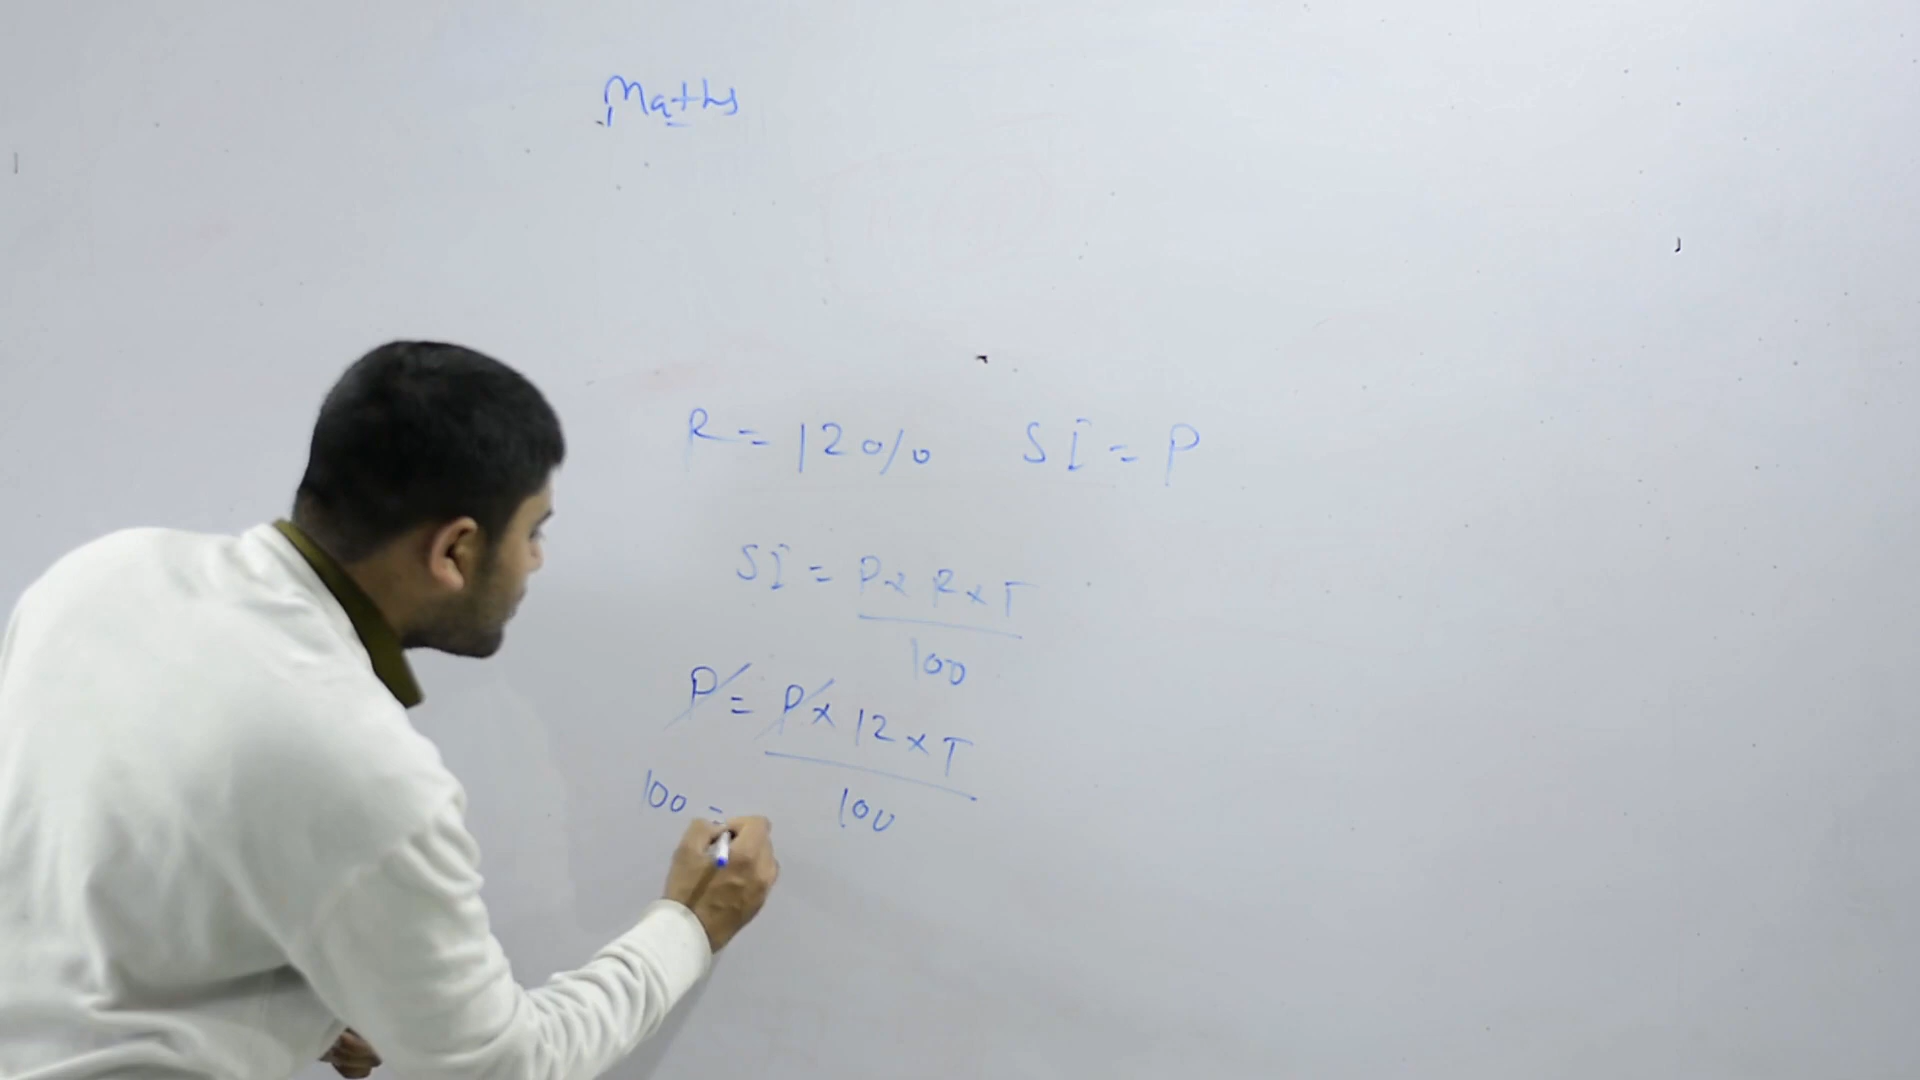 Maths
R = 12% SI = P
SI = P x R x T
100
P = P x 12 x T
100
100 =